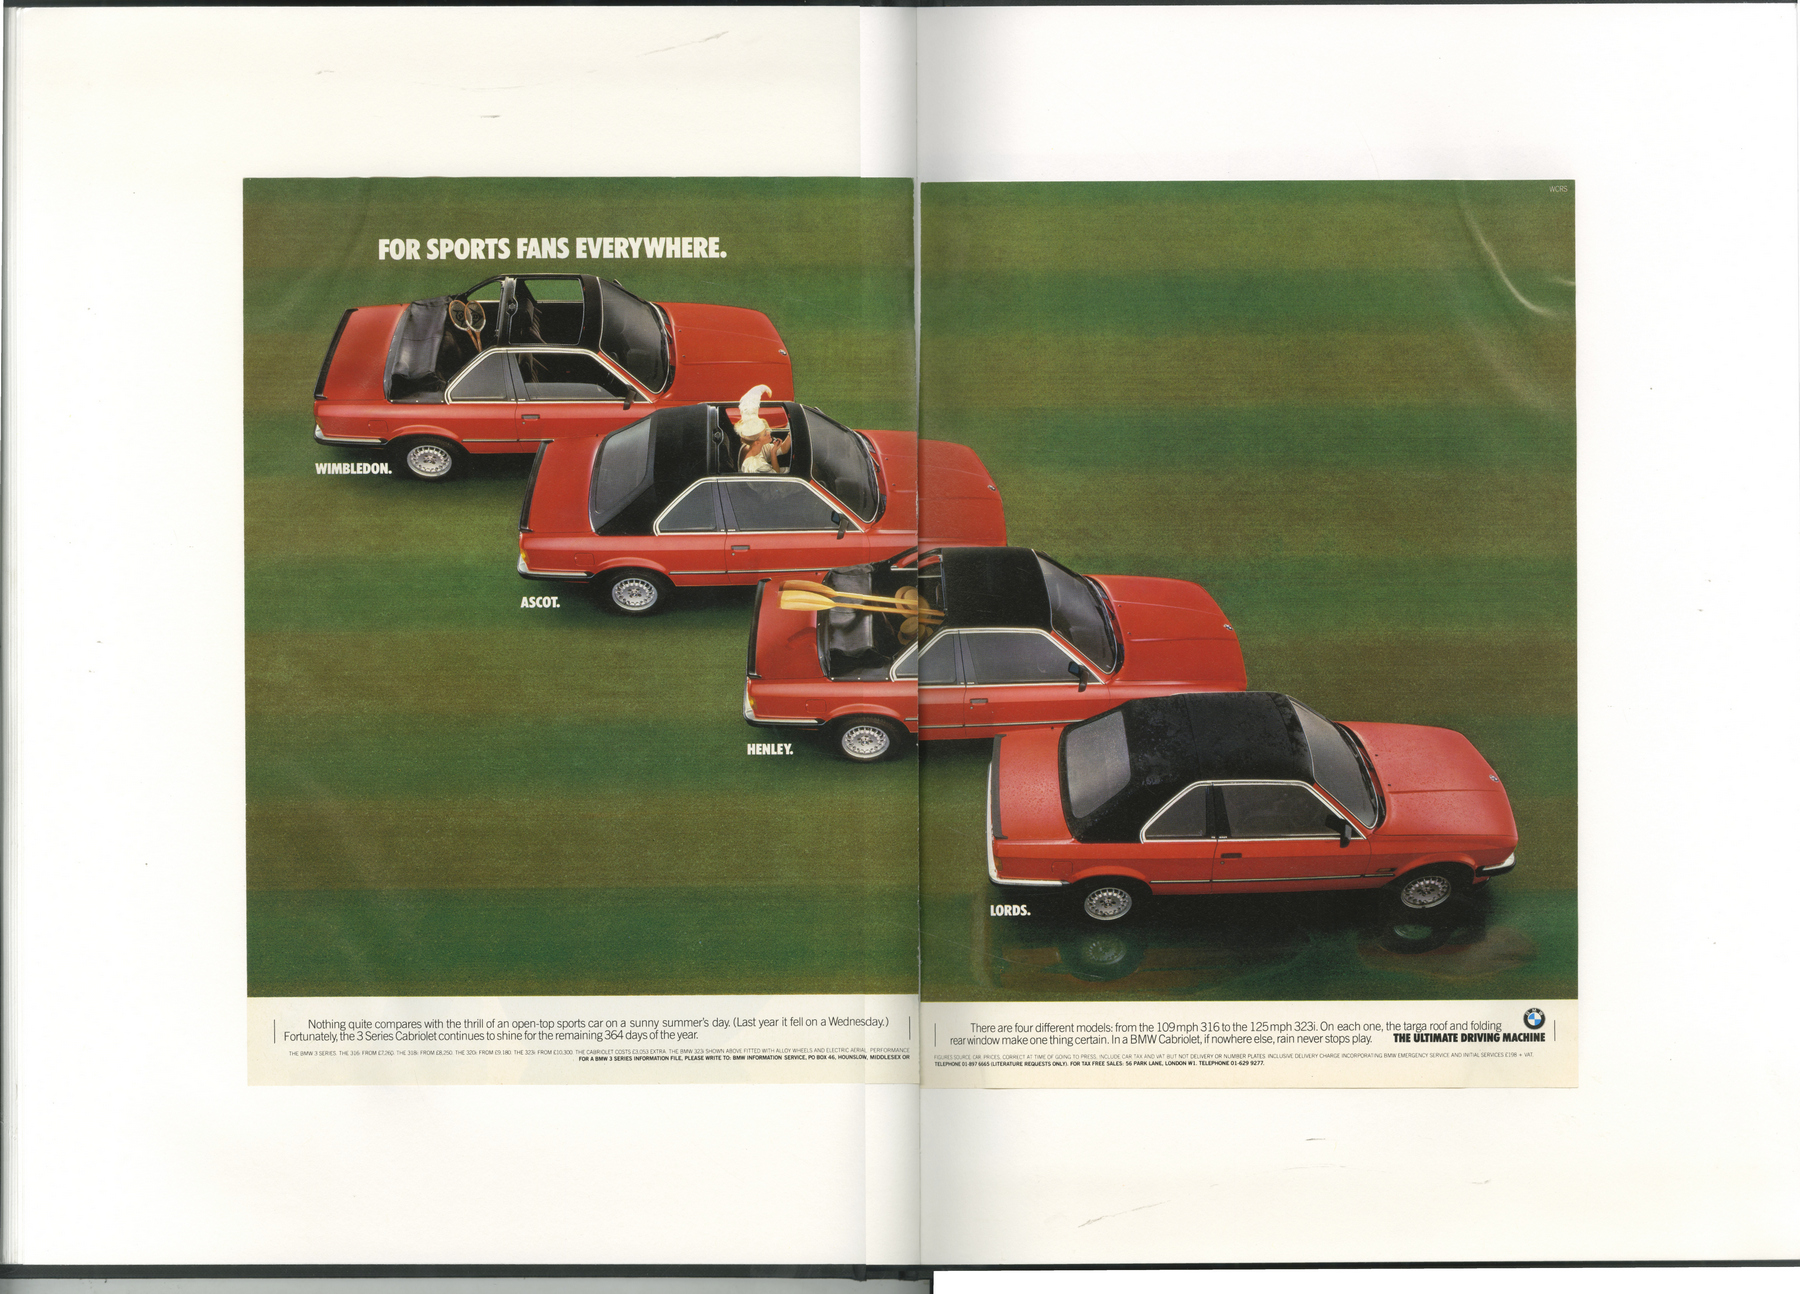 WCRS
FOR SPORTS FANS EVERYWHERE.
WIMBLEDON.
ASCOT.
HENLEY.
LORDS.
Nothing quite compares with the thrill of an open-top sports car on a sunny summer's day. (Last year it fell on a Wednesday.)
Fortunately, the 3 Series Cabriolet continues to shine for the remaining 364 days of the year.
THE BMW 3 SERIES. THE 316: FROM £7,260. THE 318i: FROM £8,250. THE 320i: FROM £9,180. THE 323i: FROM £10,300. THE CABRIOLET COSTS £3,053 EXTRA. THE BMW 323i SHOWN ABOVE FITTED WITH ALLOY WHEELS AND ELECTRIC AERIAL. PERFORMANCE
FOR A BMW 3 SERIES INFORMATION FILE, PLEASE WRITE TO: BMW INFORMATION SERVICE, PO BOX 46, HOUNSLOW, MIDDLESEX OR
There are four different models: from the 109mph 316 to the 125mph 323i. On each one, the targa roof and folding
rear window make one thing certain. In a BMW Cabriolet, if nowhere else, rain never stops play.
BMW
THE ULTIMATE DRIVING MACHINE
FIGURES SOURCE: CAR. PRICES, CORRECT AT TIME OF GOING TO PRESS, INCLUDE CAR TAX AND VAT BUT NOT DELIVERY OR NUMBER PLATES. INCLUSIVE DELIVERY CHARGE INCORPORATING BMW EMERGENCY SERVICE AND INITIAL SERVICES £198 + VAT.
TELEPHONE 01-897 6665 (LITERATURE REQUESTS ONLY). FOR TAX FREE SALES: 56 PARK LANE, LONDON W1. TELEPHONE 01-629 9277.